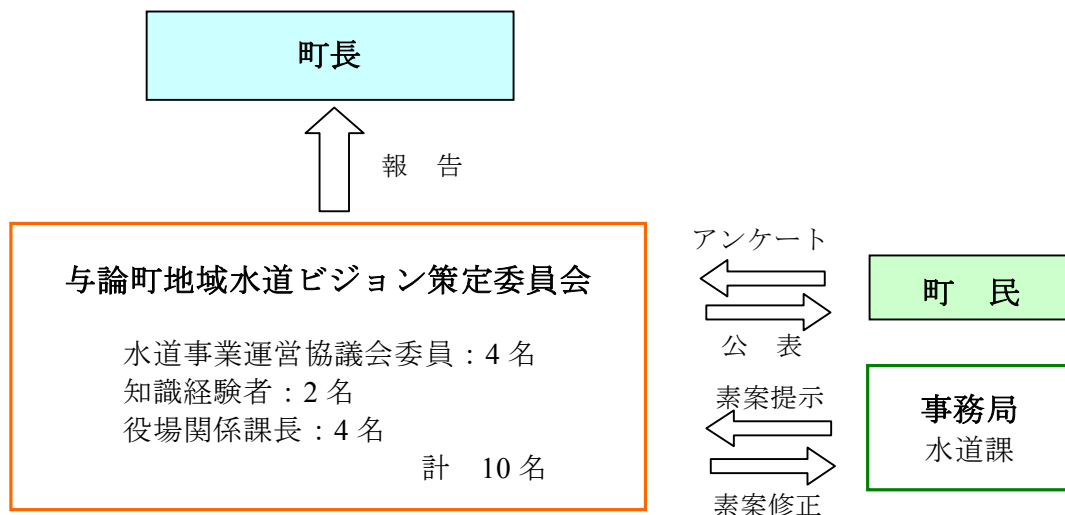 町長
報 告
与論町地域水道ビジョン策定委員会
水道事業運営協議会委員：4 名
知識経験者：2 名
役場関係課長：4 名
計 10 名
アンケート
公 表
町 民
素案提示
素案修正
事務局
水道課